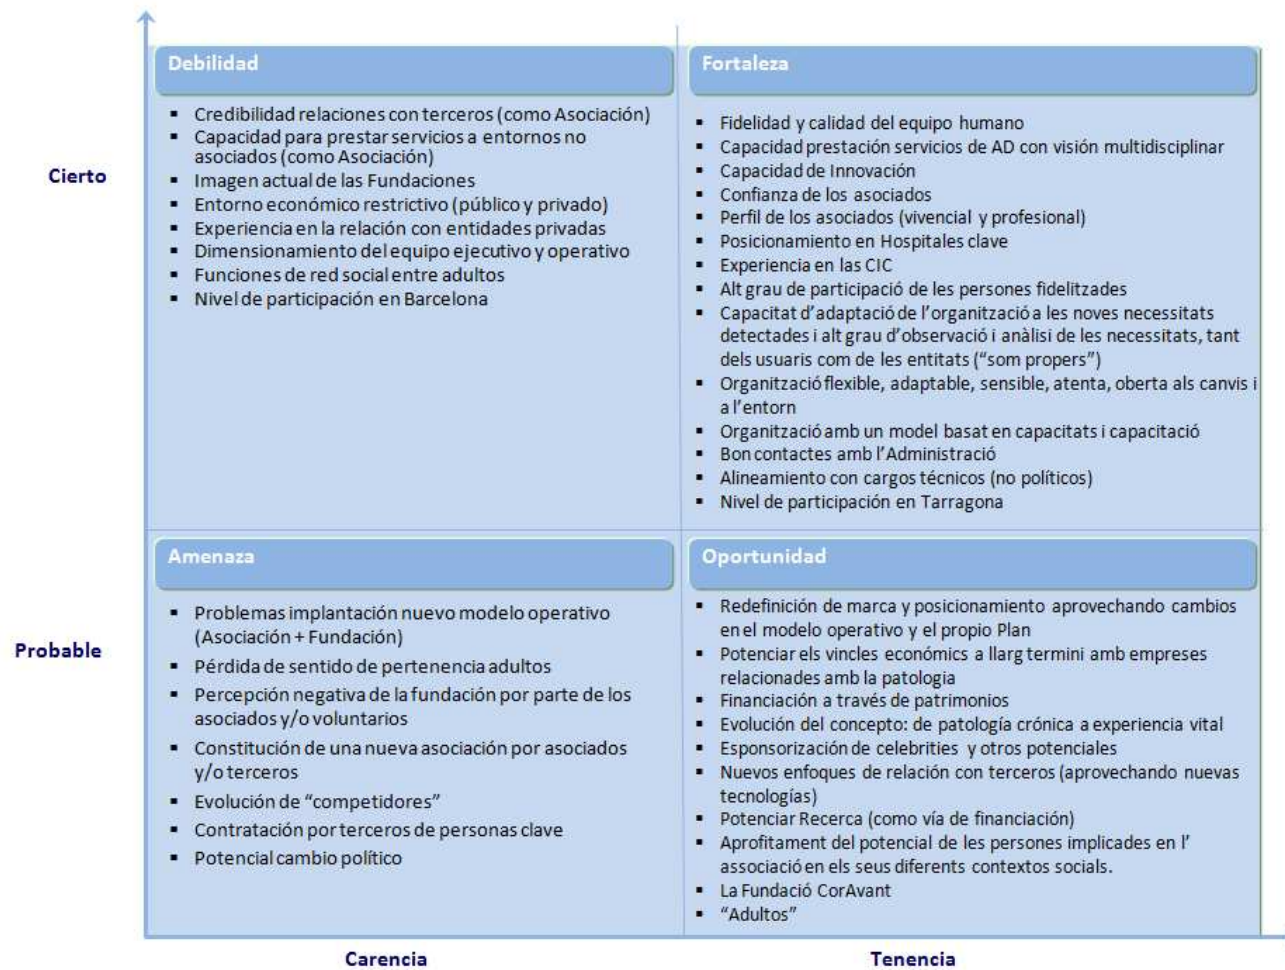 Cierto
Debilidad
▪ Credibilidad relaciones con terceros (como Asociación)
▪ Capacidad para prestar servicios a entornos no
asociados (como Asociación)
▪ Imagen actual de las Fundaciones
▪ Entorno económico restrictivo (público y privado)
▪ Experiencia en la relación con entidades privadas
▪ Dimensionamiento del equipo ejecutivo y operativo
▪ Funciones de red social entre adultos
▪ Nivel de participación en Barcelona
Fortaleza
▪ Fidelidad y calidad del equipo humano
▪ Capacidad prestación servicios de AD con visión multidisciplinar
▪ Capacidad de Innovación
▪ Confianza de los asociados
▪ Perfil de los asociados (vivencial y profesional)
▪ Posicionamiento en Hospitales clave
▪ Experiencia en las CIC
▪ Alt grau de participació de les persones fidelitzades
▪ Capacitat d’adaptació de l’organització a les noves necessitats
detectades i alt grau d’observació i anàlisi de les necessitats, tant
dels usuaris com de les entitats (“som propers”)
▪ Organització flexible, adaptable, sensible, atenta, oberta als canvis i
a l’entorn
▪ Organització amb un model basat en capacitats i capacitació
▪ Bon contactes amb l’Administració
▪ Alineamiento con cargos técnicos (no políticos)
▪ Nivel de participación en Tarragona
Probable
Amenaza
▪ Problemas implantación nuevo modelo operativo
(Asociación + Fundación)
▪ Pérdida de sentido de pertenencia adultos
▪ Percepción negativa de la fundación por parte de los
asociados y/o voluntarios
▪ Constitución de una nueva asociación por asociados
y/o terceros
▪ Evolución de “competidores”
▪ Contratación por terceros de personas clave
▪ Potencial cambio político
Oportunidad
▪ Redefinición de marca y posicionamiento aprovechando cambios
en el modelo operativo y el propio Plan
▪ Potenciar els vincles econòmics a llarg termini amb empreses
relacionades amb la patologia
▪ Financiación a través de patrimonios
▪ Evolución del concepto: de patología crónica a experiencia vital
▪ Esponsorización de celebrities y otros potenciales
▪ Nuevos enfoques de relación con terceros (aprovechando nuevas
tecnologías)
▪ Potenciar Recerca (como vía de financiación)
▪ Aprofitament del potencial de les persones implicades en l’
associació en els seus diferents contextos socials.
▪ La Fundació CorAvant
▪ “Adultos”
Carencia
Tenencia